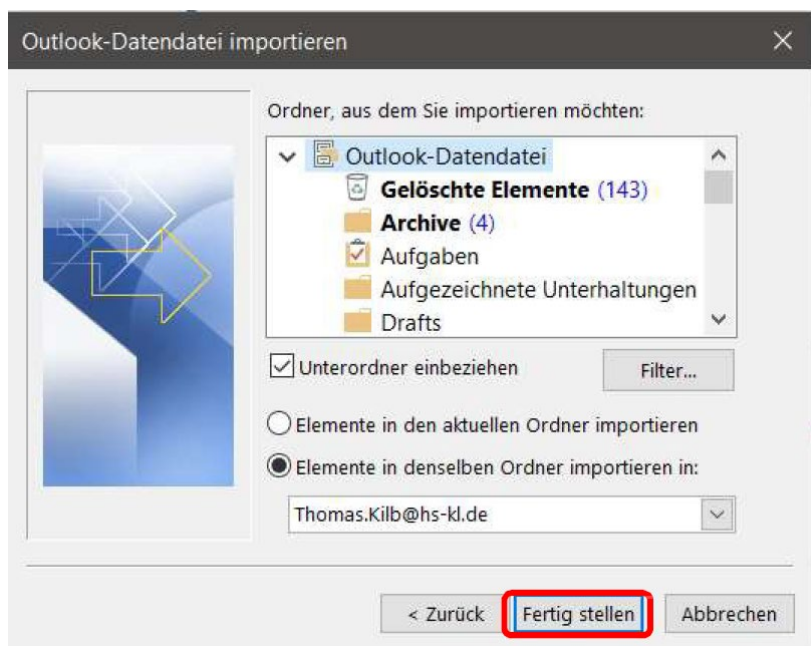 Outlook-Datendatei importieren
Ordner, aus dem Sie importieren möchten:
Outlook-Datendatei
Gelöschte Elemente (143)
Archive (4)
Aufgaben
Aufgezeichnete Unterhaltungen
Drafts
Unterordner einbeziehen
Filter...
Elemente in den aktuellen Ordner importieren
Elemente in denselben Ordner importieren in:
Thomas.Kilb@hs-kl.de
< Zurück Fertig stellen Abbrechen